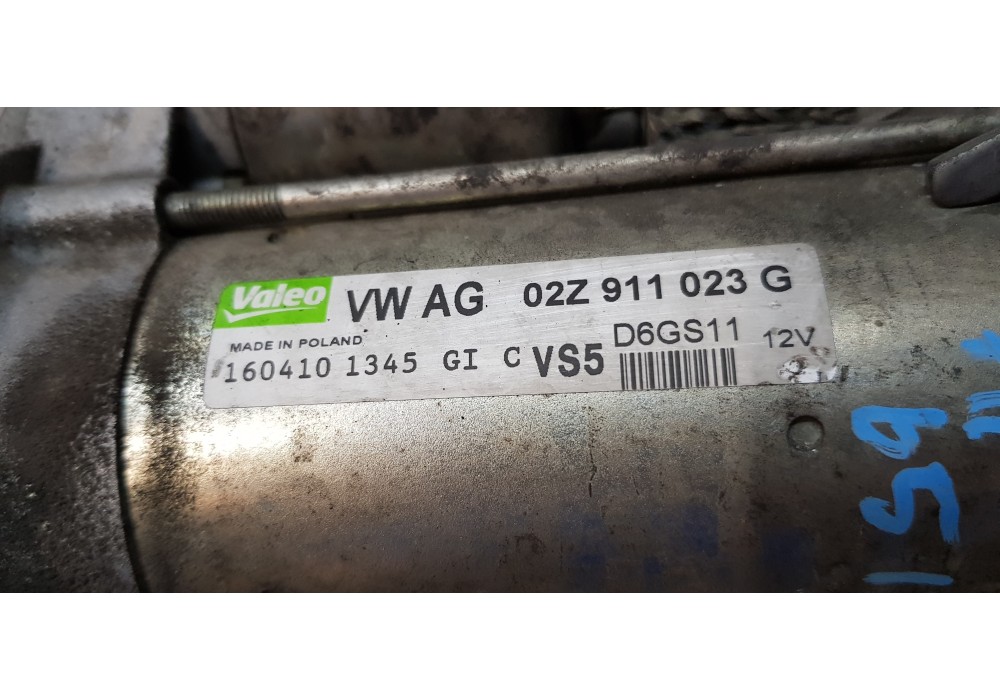 Valeo VW AG 02Z 911 023 G
MADE IN POLAND D6GS11 12V
160410 1345 GI C VS5